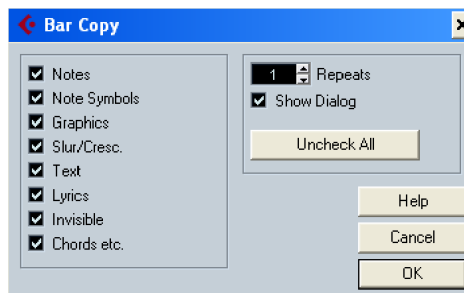 Bar Copy
Notes
Note Symbols
Graphics
Slur/Cresc.
Text
Lyrics
Invisible
Chords etc.
1 Repeats
Show Dialog
Uncheck All
Help
Cancel
OK